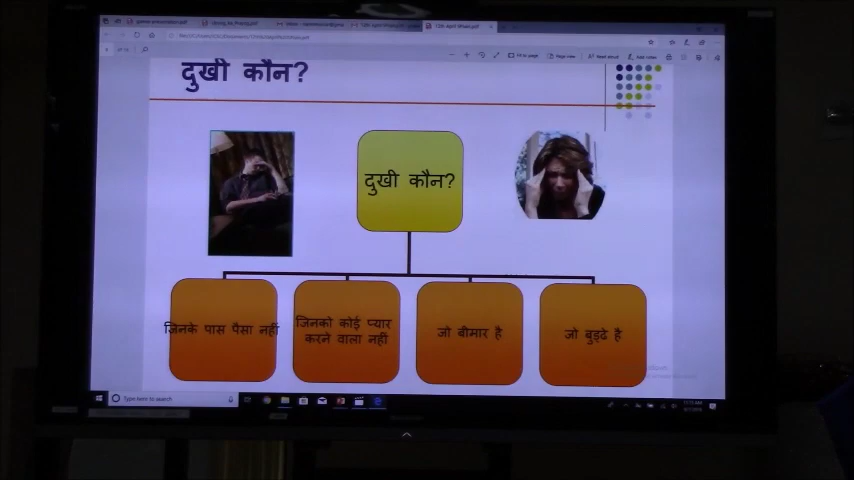 दुखी कौन?
दुखी कौन?
जिनके पास पैसा नहीं
जिनको कोई प्यार
करने वाला नहीं
जो बीमार है
जो बुड्ढे है
Type here to search